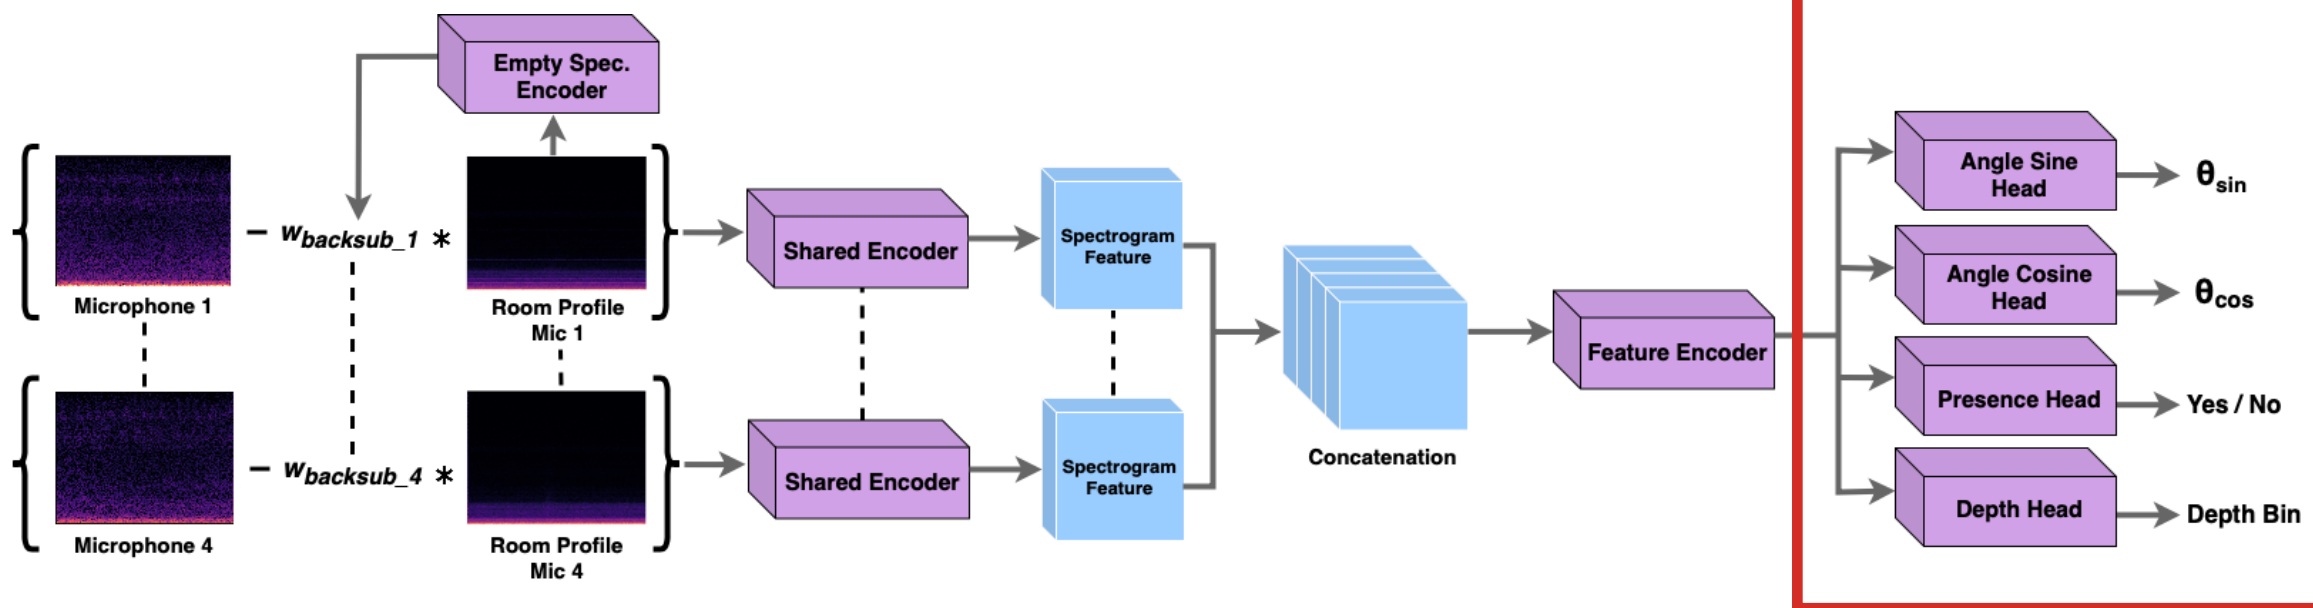 Empty Spec.
Encoder
Microphone 1
– w_backsub_1 *
Room Profile
Mic 1
Shared Encoder
Spectrogram
Feature
Microphone 4
– w_backsub_4 *
Room Profile
Mic 4
Shared Encoder
Spectrogram
Feature
Concatenation
Feature Encoder
Angle Sine
Head
θsin
Angle Cosine
Head
θcos
Presence Head
Yes / No
Depth Head
Depth Bin